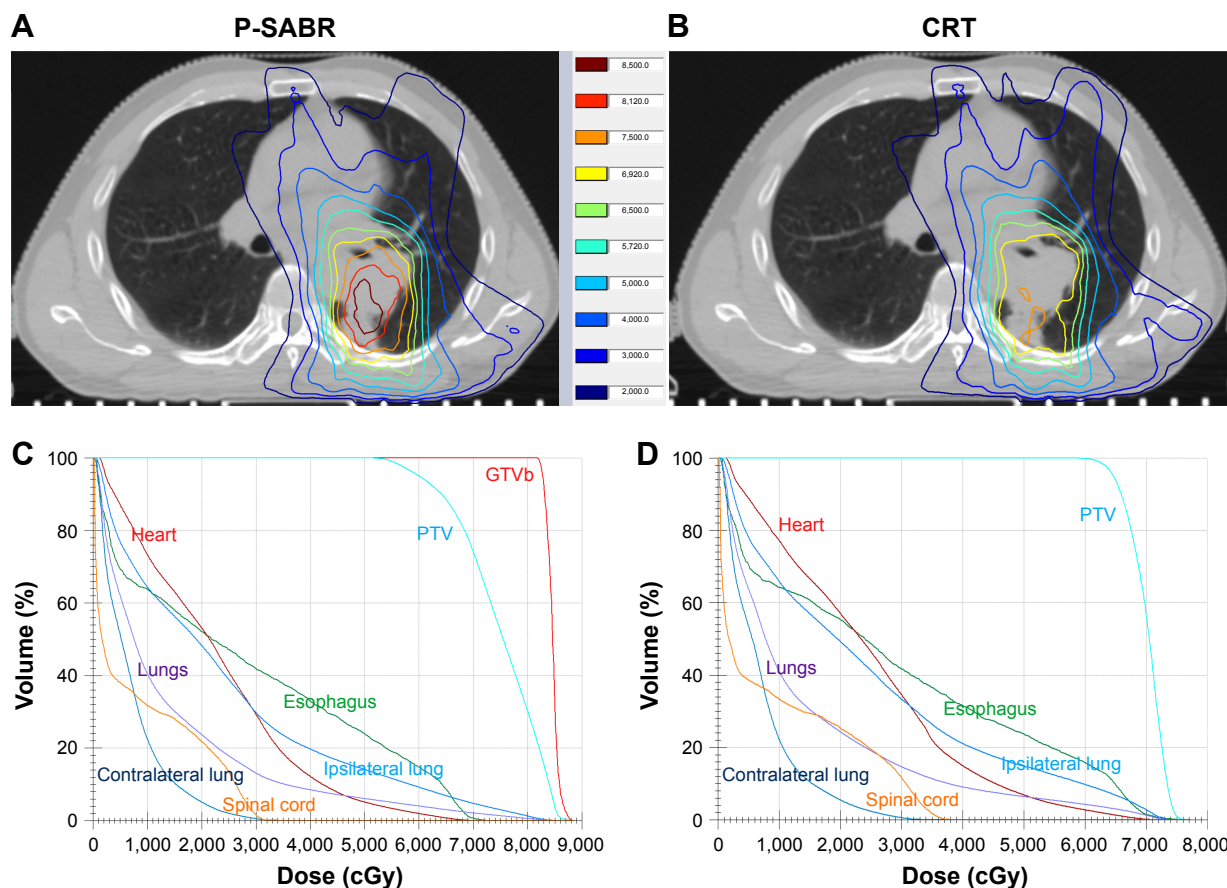 A P-SABR B CRT
8,500.0
8,120.0
7,500.0
6,920.0
6,500.0
5,720.0
5,000.0
4,000.0
3,000.0
2,000.0
C
Volume (%)
100
80
60
40
20
0
GTVb
PTV
Heart
Lungs
Esophagus
Contralateral lung
Ipsilateral lung
Spinal cord
0 1,000 2,000 3,000 4,000 5,000 6,000 7,000 8,000 9,000
Dose (cGy)
D
Volume (%)
100
80
60
40
20
0
PTV
Heart
Lungs
Esophagus
Contralateral lung
Ipsilateral lung
Spinal cord
0 1,000 2,000 3,000 4,000 5,000 6,000 7,000 8,000
Dose (cGy)